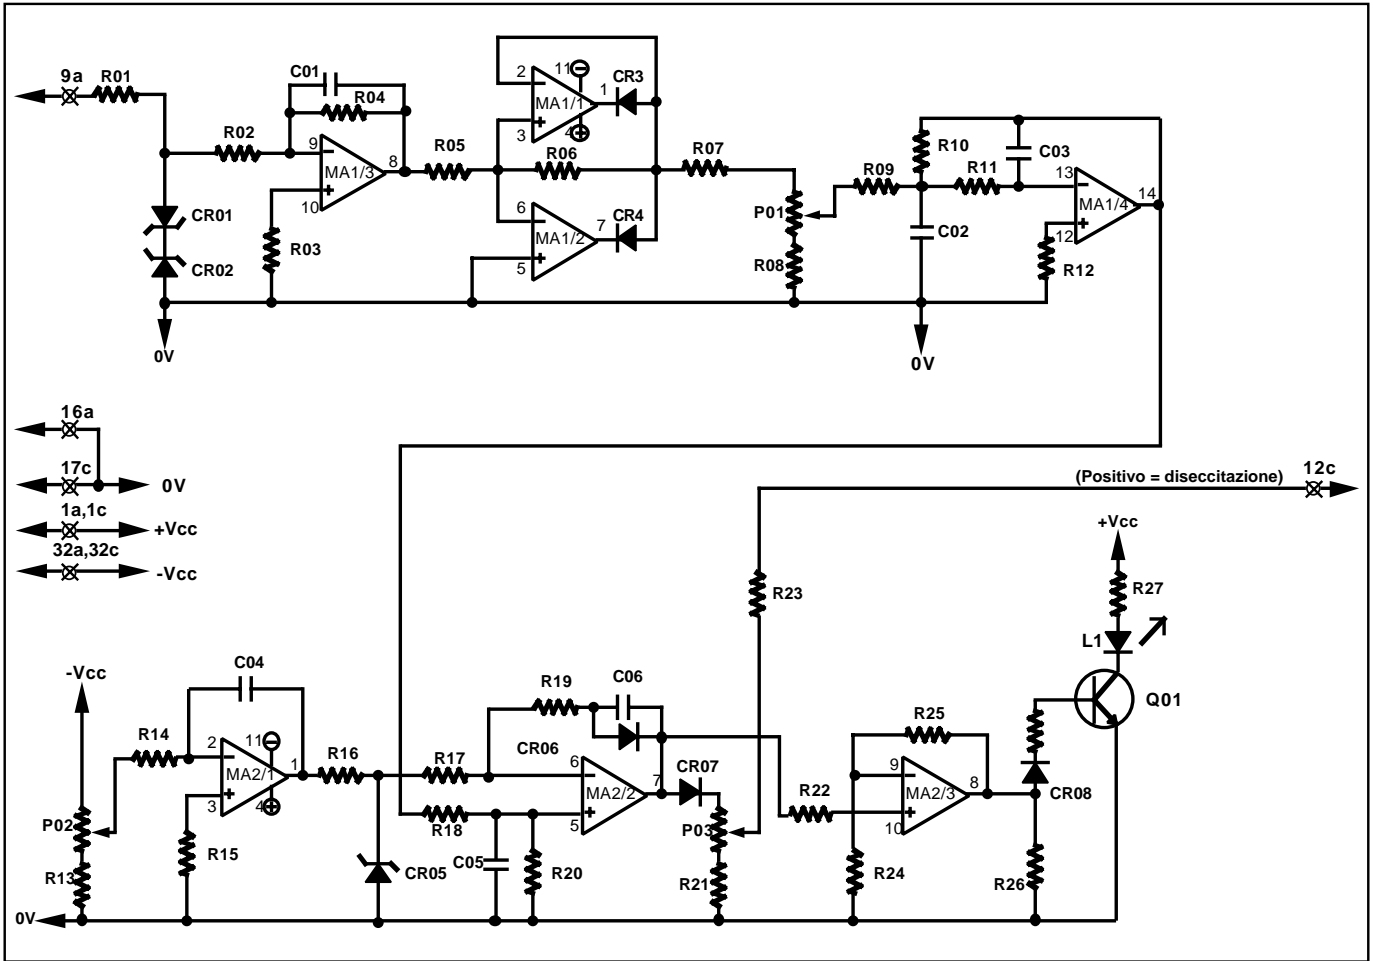 9a
R01
C01
R04
R02
9
MA1/3
8
10
R03
CR01
CR02
0V
R05
2
11
MA1/1
1
CR3
3
4
R06
R07
6
MA1/2
7
CR4
5
P01
R08
R09
R10
R11
C03
C02
13
MA1/4
14
12
R12
0V
16a
17c
0V
1a,1c
+Vcc
32a,32c
-Vcc
(Positivo = diseccitazione)
12c
+Vcc
R27
L1
Q01
R23
-Vcc
C04
R14
2
11
MA2/1
1
3
4
P02
R13
R15
0V
R16
R17
R18
CR05
C05
R20
R19
C06
CR06
6
MA2/2
7
5
CR07
P03
R21
R22
R25
9
MA2/3
8
10
R24
CR08
R26